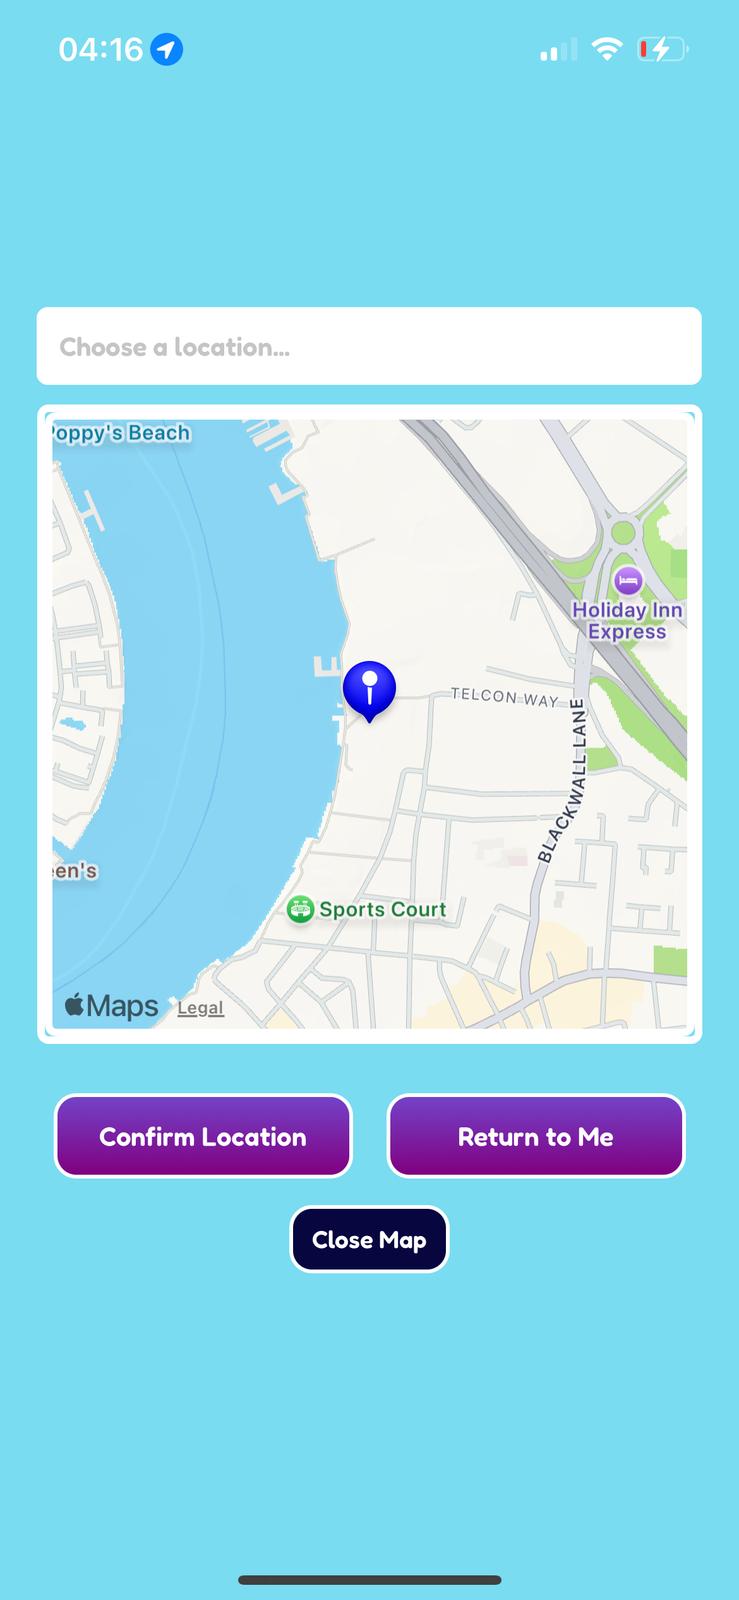 04:16
Choose a location...
Poppy's Beach
Holiday Inn
Express
TELCON WAY
BLACKWALL LANE
een's
Sports Court
Maps Legal
Confirm Location
Return to Me
Close Map